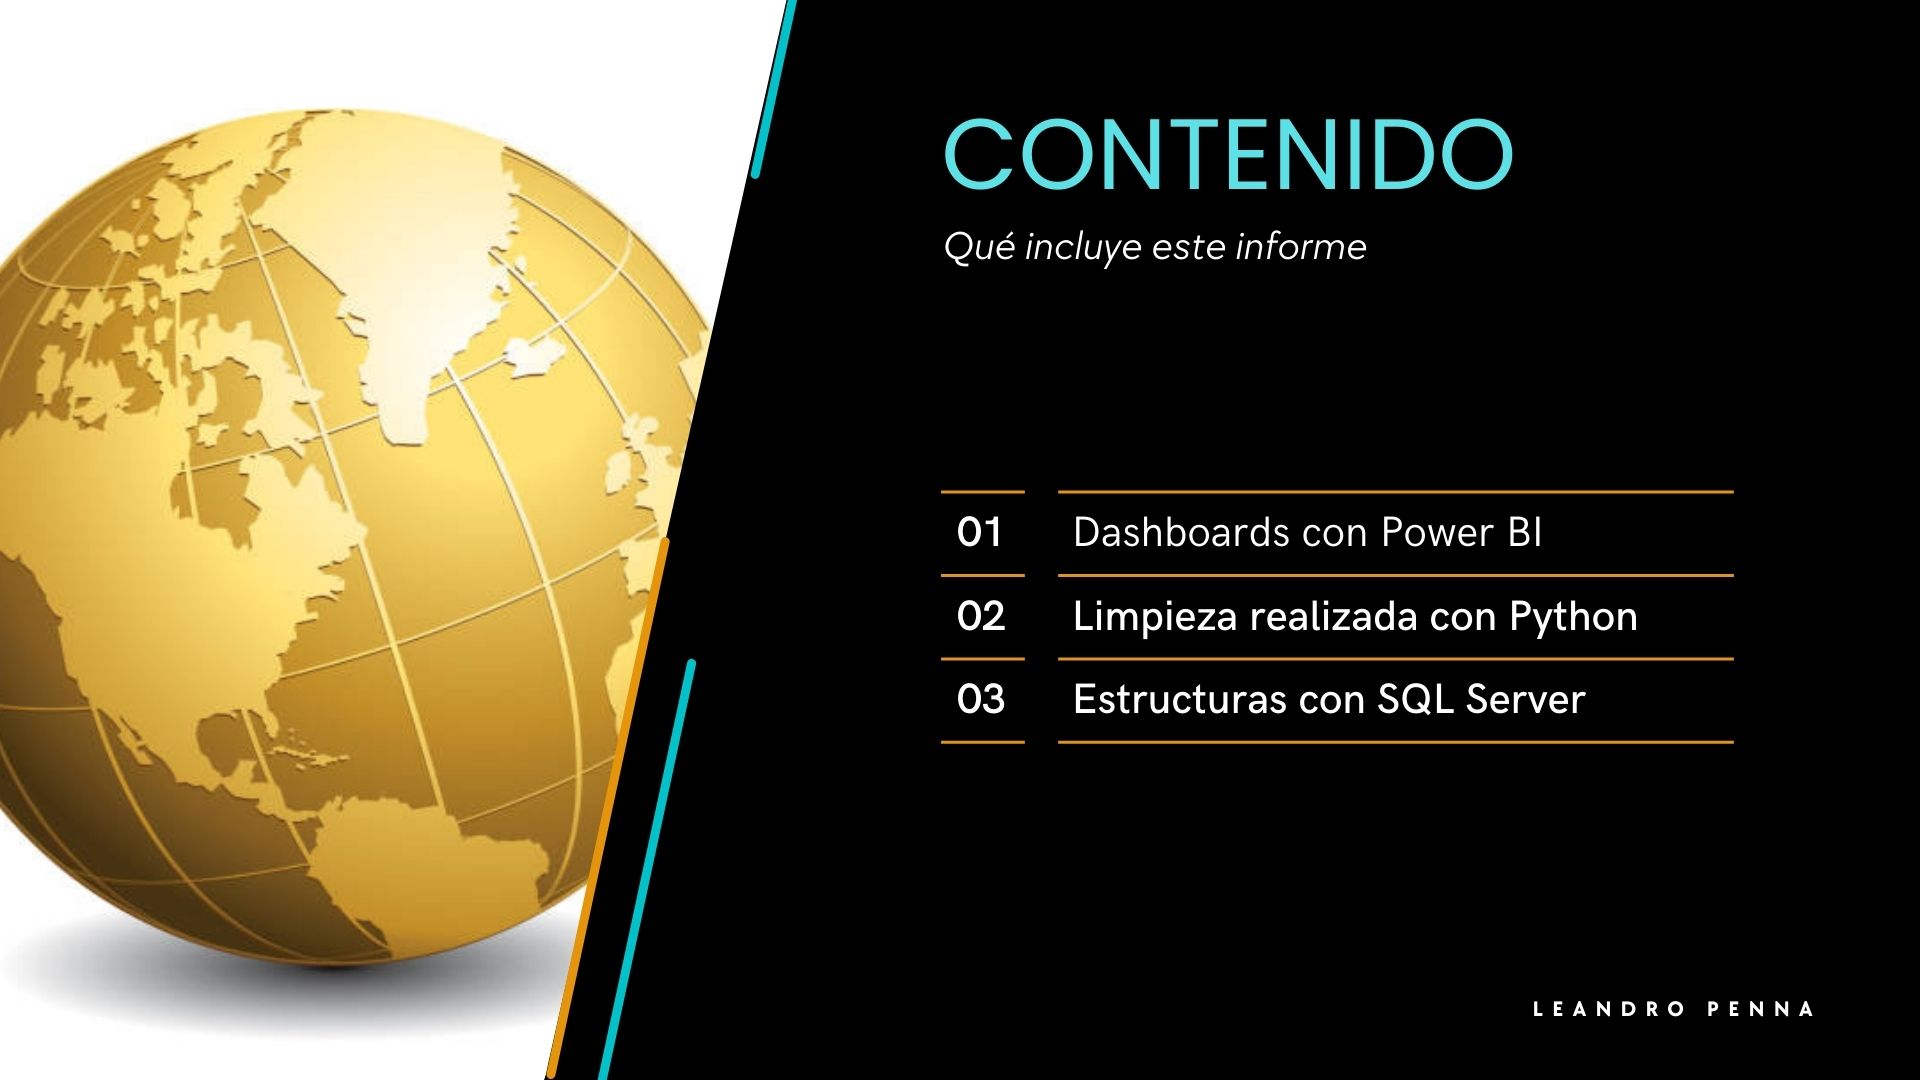 CONTENIDO
Qué incluye este informe
01 Dashboards con Power BI
02 Limpieza realizada con Python
03 Estructuras con SQL Server
LEANDRO PENNA